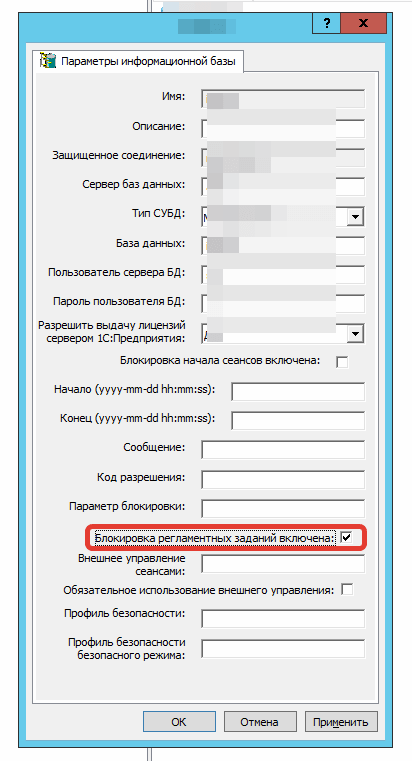 ?
x
Параметры информационной базы
Имя:
Описание:
Защищенное соединение:
Сервер баз данных:
Тип СУБД:
База данных:
Пользователь сервера БД:
Пароль пользователя БД:
Разрешить выдачу лицензий
сервером 1С:Предприятия:
Блокировка начала сеансов включена:
Начало (yyyy-mm-dd hh:mm:ss):
Конец (yyyy-mm-dd hh:mm:ss):
Сообщение:
Код разрешения:
Параметр блокировки:
Блокировка регламентных заданий включена:
Внешнее управление
сеансами:
Обязательное использование внешнего управления:
Профиль безопасности:
Профиль безопасности
безопасного режима:
ОК Отмена Применить